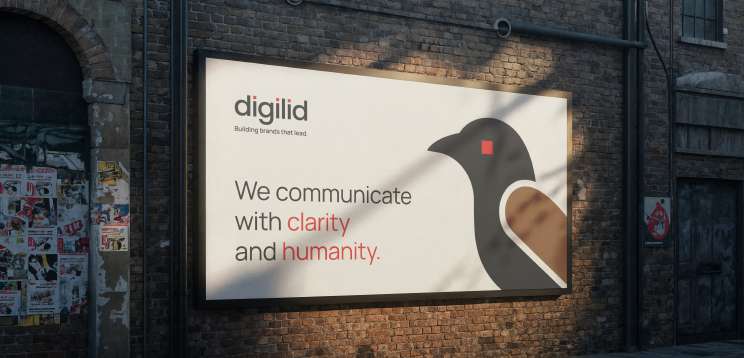 digilid
Building brands that lead
We communicate
with clarity
and humanity.